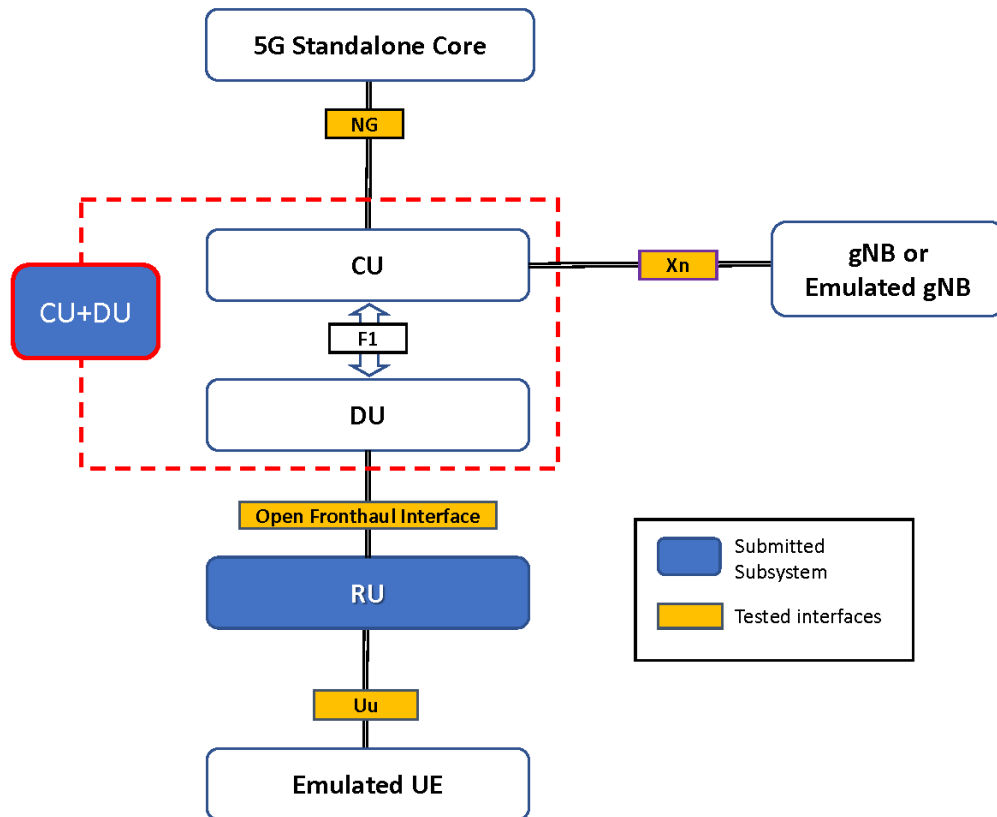 5G Standalone Core
NG
CU
Xn
gNB or
Emulated gNB
CU+DU
F1
DU
Open Fronthaul Interface
RU
Submitted
Subsystem
Tested interfaces
Uu
Emulated UE